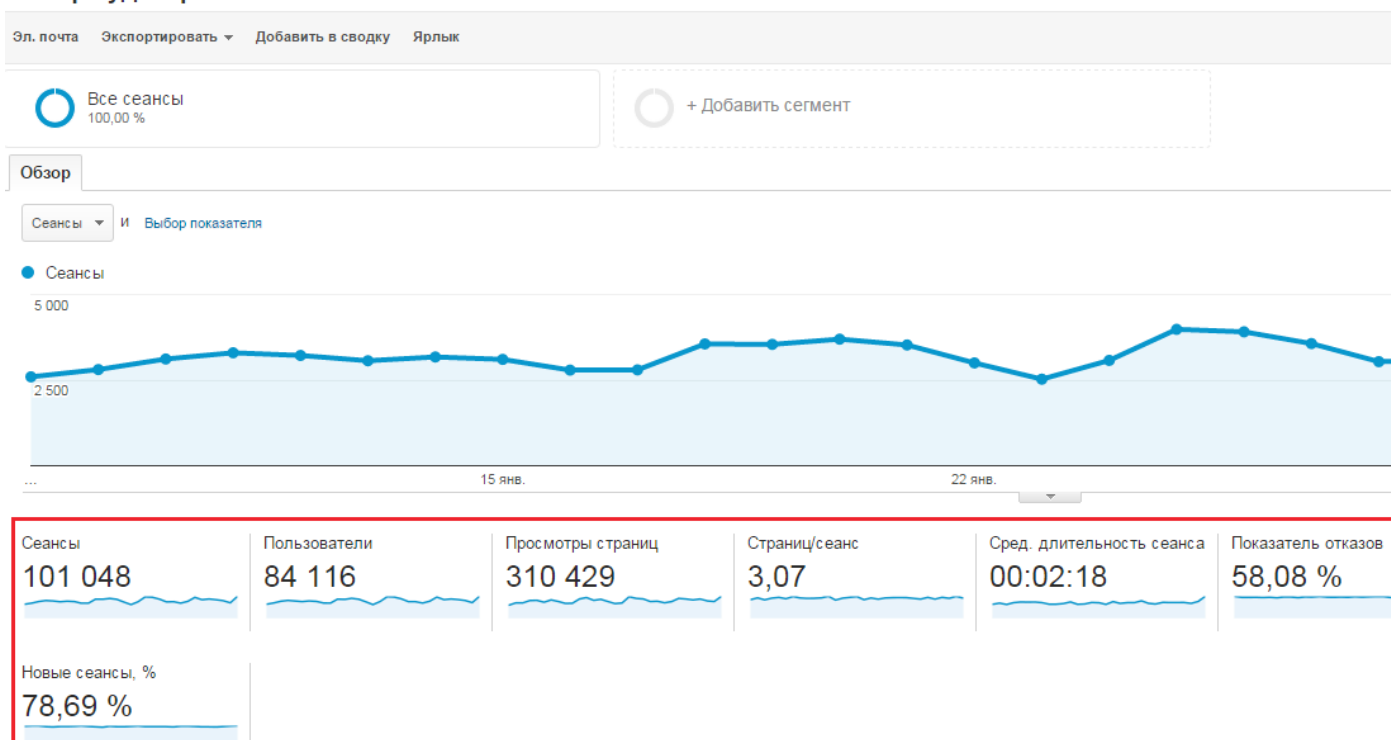 Эл. почта Экспортировать Добавить в сводку Ярлык
Все сеансы
100,00 %
+ Добавить сегмент
Обзор
Сеансы и Выбор показателя
Сеансы
5 000
2 500
... 15 янв. 22 янв.
Сеансы Пользователи Просмотры страниц Страниц/сеанс Сред. длительность сеанса Показатель отказов
101 048 84 116 310 429 3,07 00:02:18 58,08 %
Новые сеансы, %
78,69 %